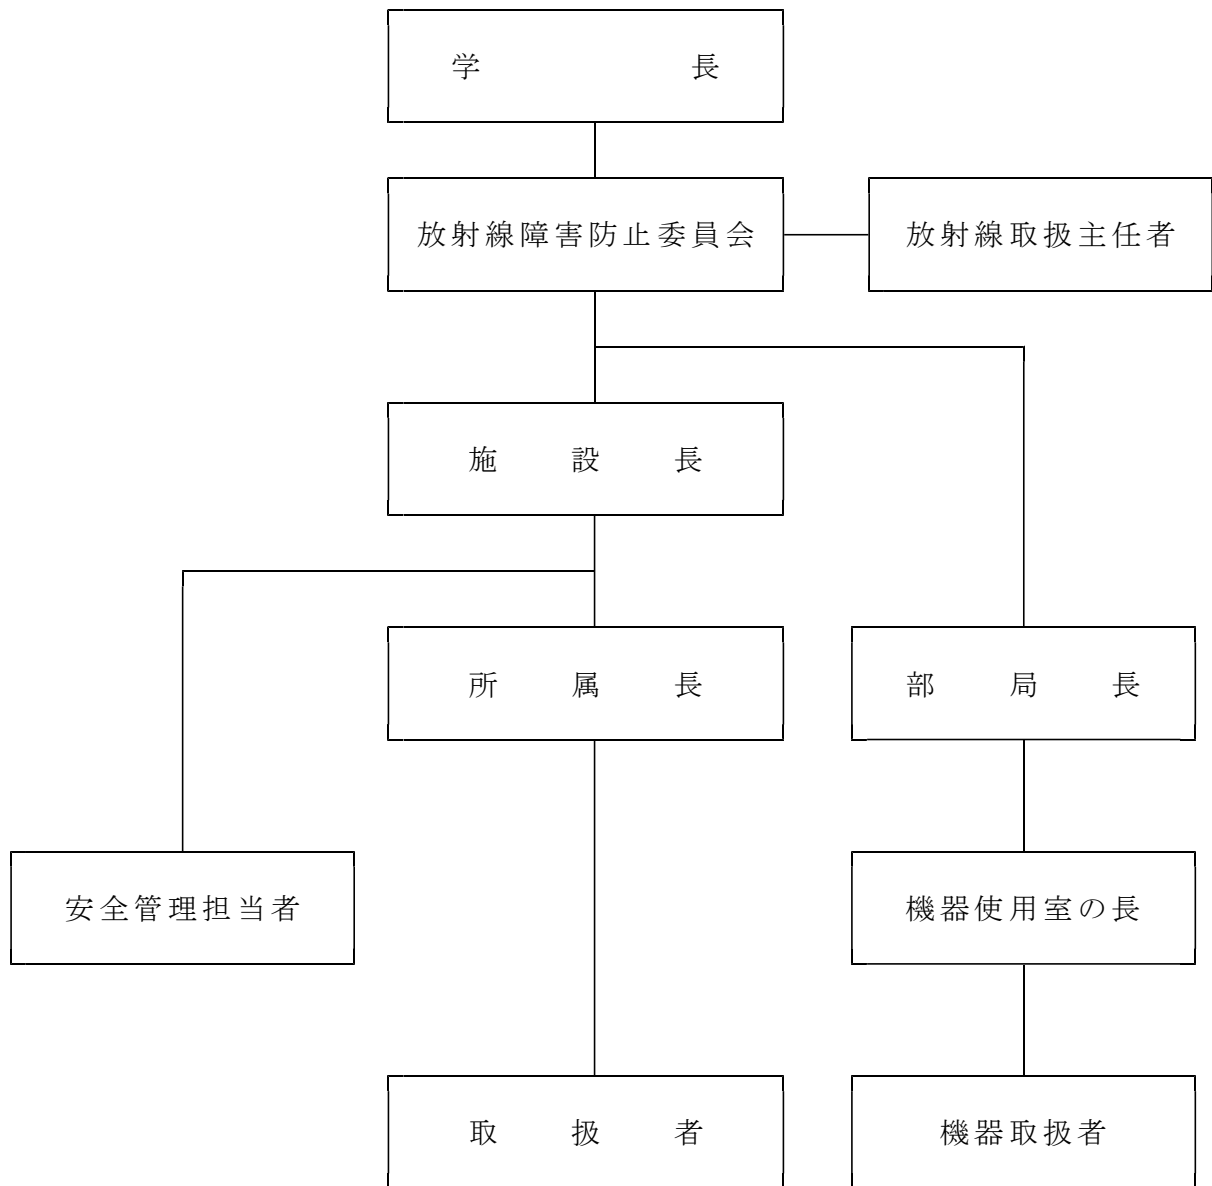 学長
放射線障害防止委員会
放射線取扱主任者
施設長
所属長
部局長
安全管理担当者
機器使用室の長
取扱者
機器取扱者